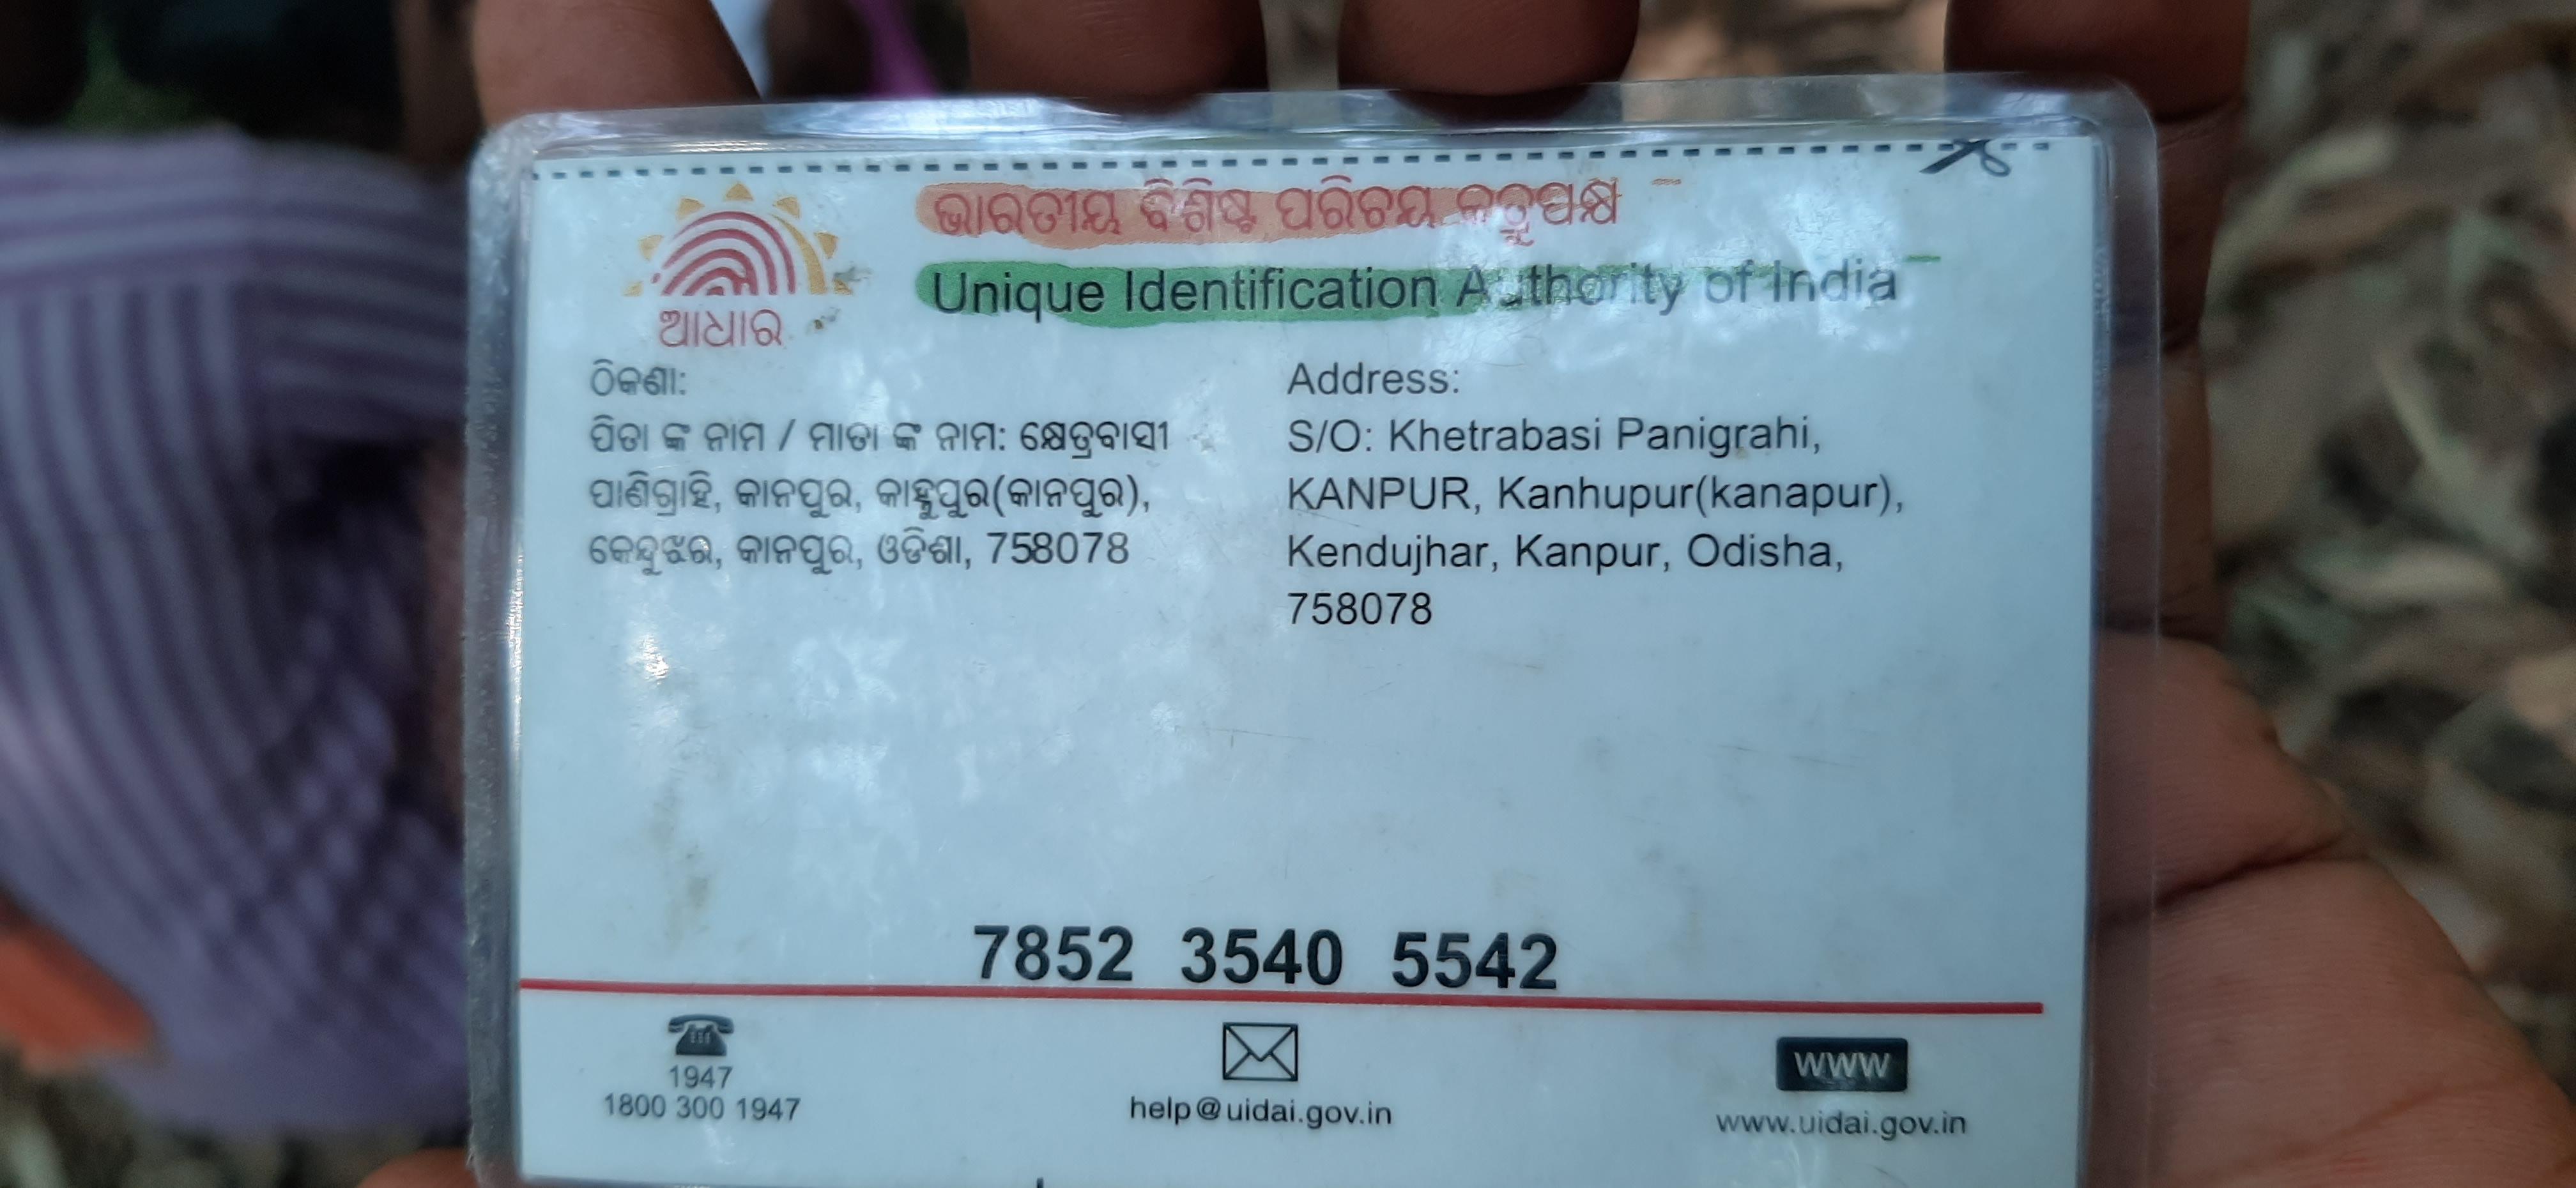 ଭାରତୀୟ ବିଶିଷ୍ଟ ପରିଚୟ କତ୍ରୁପକ୍ଷ
Unique Identification Authority of India
ଆଧାର
ଠିକଣା:
ପିତା ଙ୍କ ନାମ / ମାତା ଙ୍କ ନାମ: କ୍ଷେତ୍ରବାସୀ
ପାଣିଗ୍ରାହି, କାନପୁର, କାହ୍ନୁପୁର(କାନପୁର),
କେନ୍ଦୁଝର, କାନପୁର, ଓଡିଶା, 758078
Address:
S/O: Khetrabasi Panigrahi,
KANPUR, Kanhupur(kanapur),
Kendujhar, Kanpur, Odisha,
758078
7852 3540 5542
1947
1800 300 1947
help@uidai.gov.in
WWW
www.uidai.gov.in